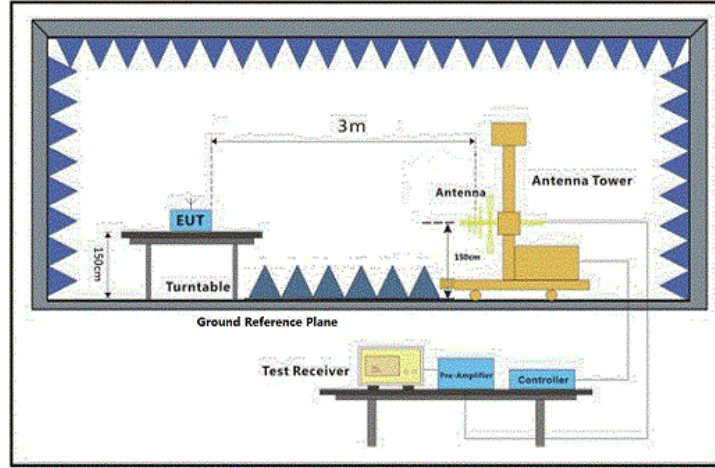 3m
Antenna
Antenna Tower
EUT
150cm
150cm
Turntable
Ground Reference Plane
Test Receiver
Pre-Amplifier
Controller